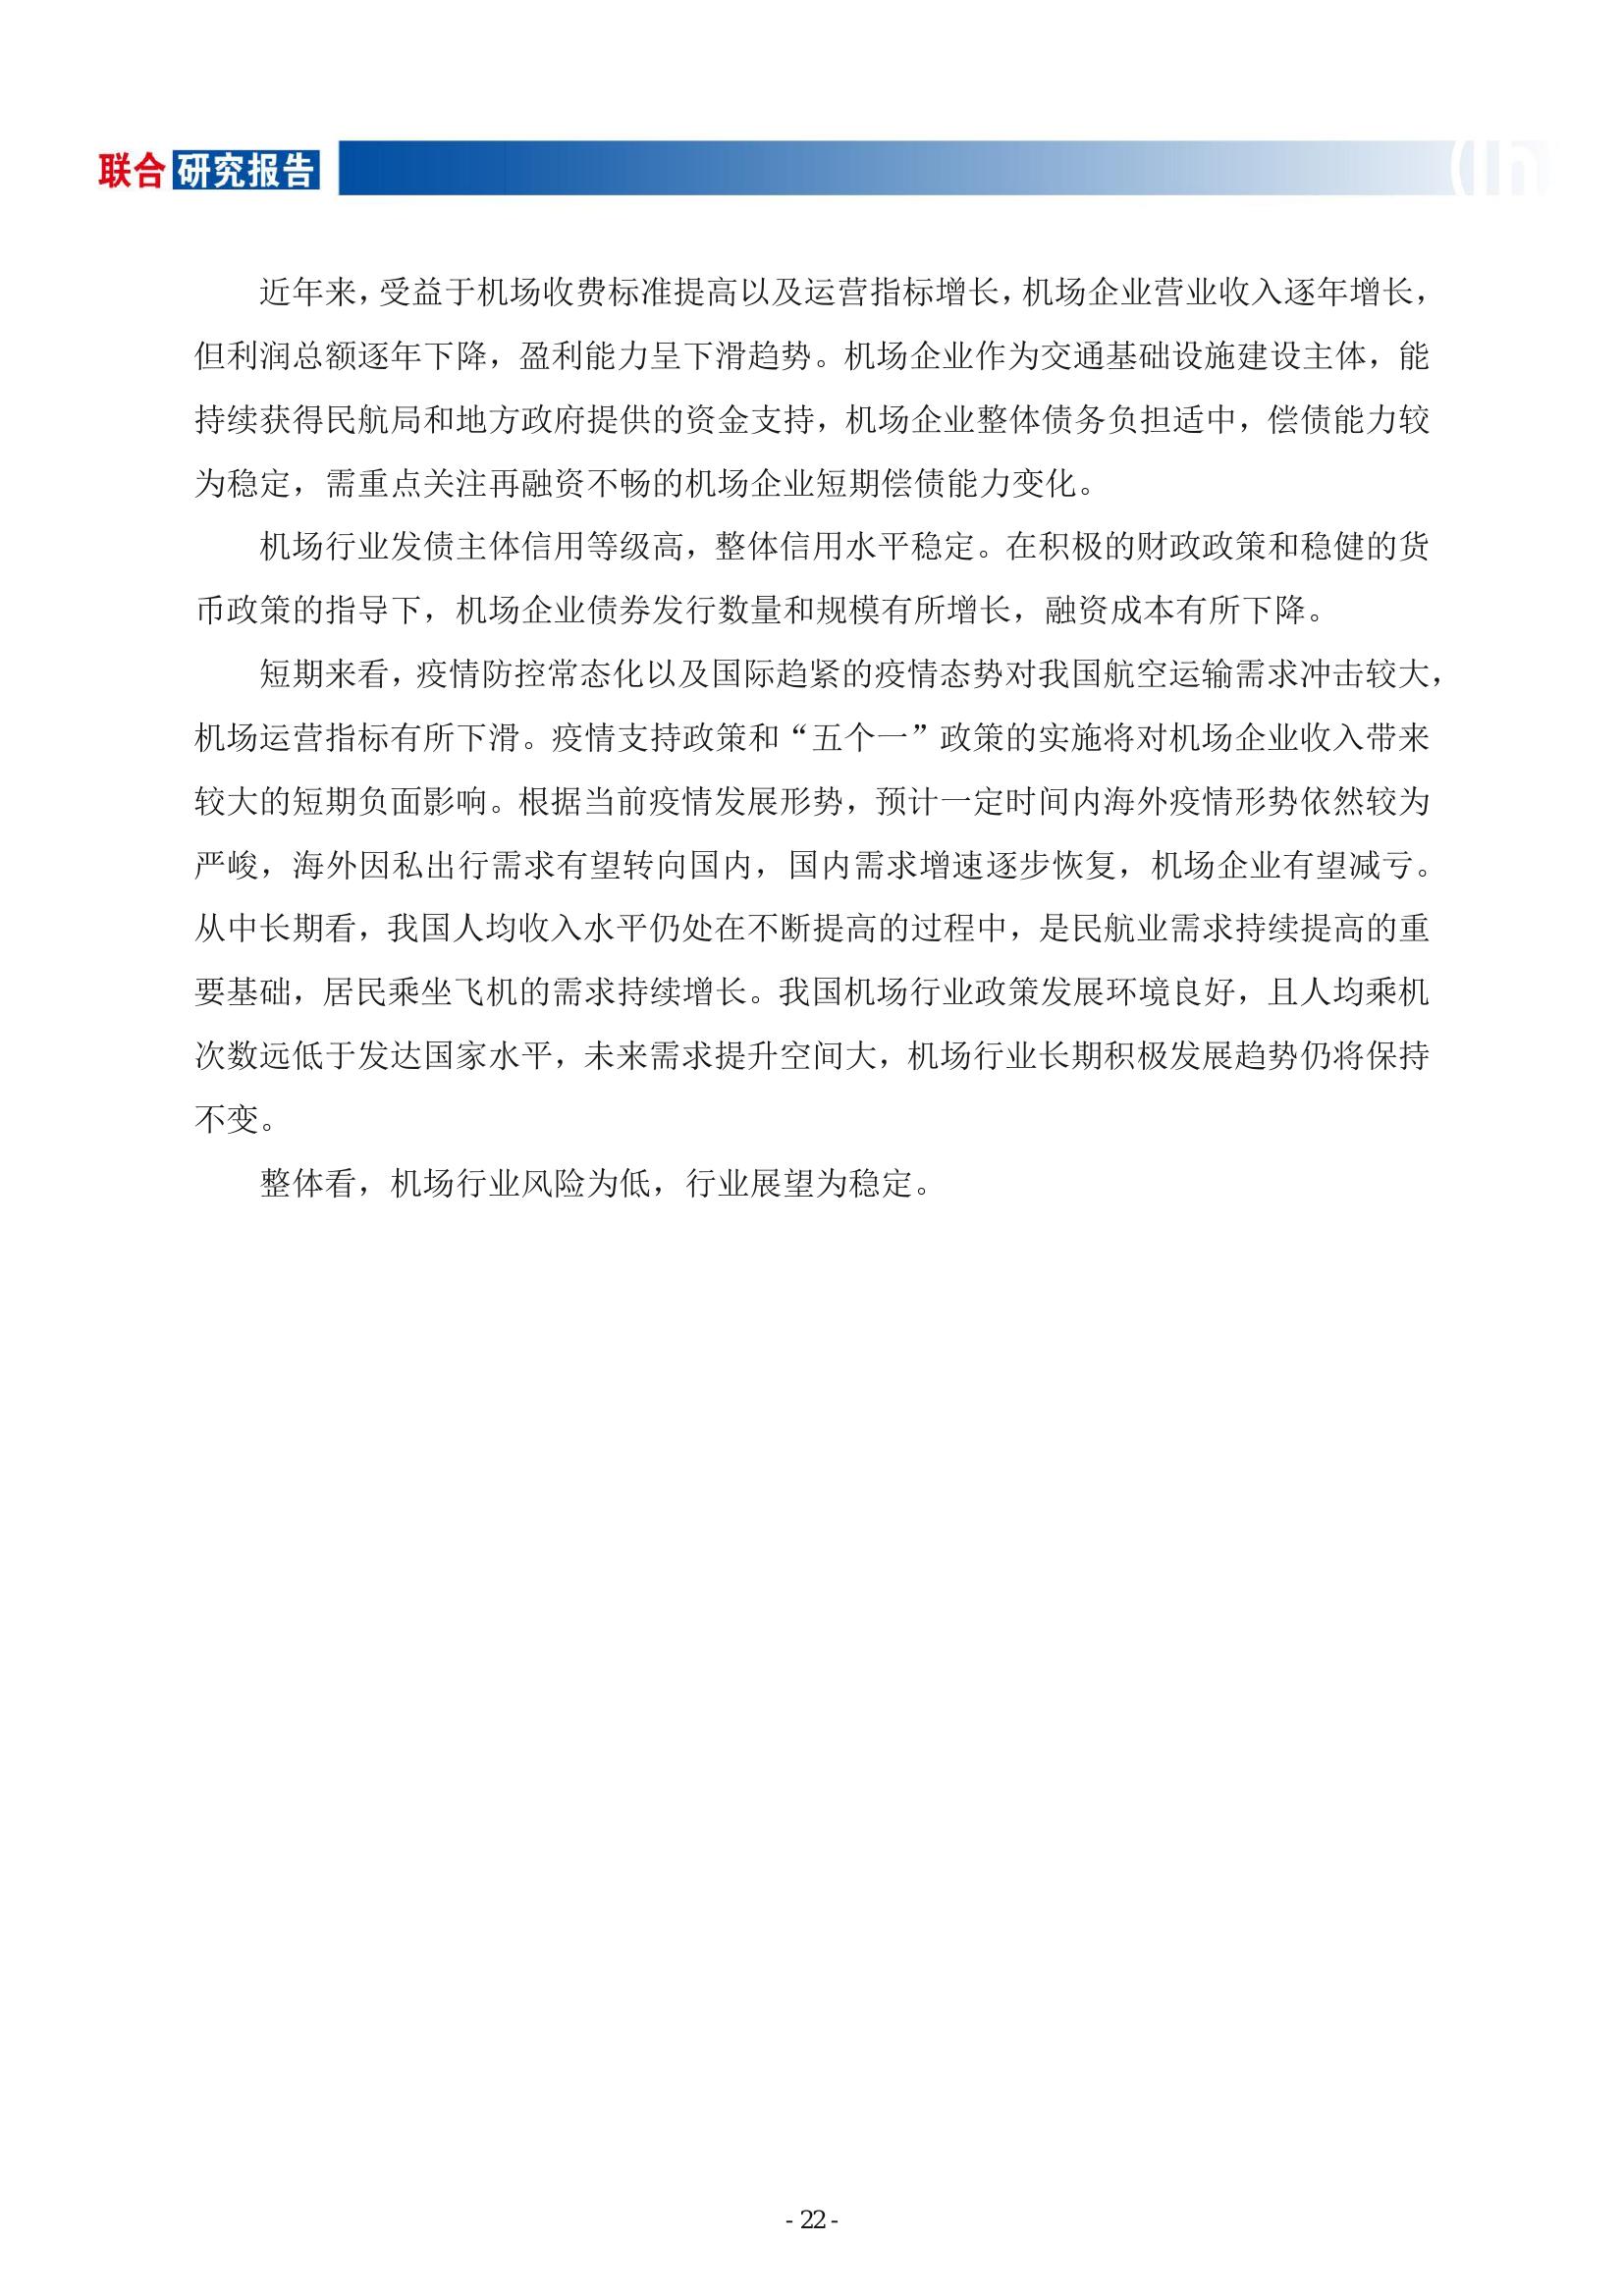 联合 研究报告
近年来，受益于机场收费标准提高以及运营指标增长，机场企业营业收入逐年增长，
但利润总额逐年下降，盈利能力呈下滑趋势。机场企业作为交通基础设施建设主体，能
持续获得民航局和地方政府提供的资金支持，机场企业整体债务负担适中，偿债能力较
为稳定，需重点关注再融资不畅的机场企业短期偿债能力变化。
机场行业发债主体信用等级高，整体信用水平稳定。在积极的财政政策和稳健的货
币政策的指导下，机场企业债券发行数量和规模有所增长，融资成本有所下降。
短期来看，疫情防控常态化以及国际趋紧的疫情态势对我国航空运输需求冲击较大，
机场运营指标有所下滑。疫情支持政策和“五个一”政策的实施将对机场企业收入带来
较大的短期负面影响。根据当前疫情发展形势，预计一定时间内海外疫情形势依然较为
严峻，海外因私出行需求有望转向国内，国内需求增速逐步恢复，机场企业有望减亏。
从中长期看，我国人均收入水平仍处在不断提高的过程中，是民航业需求持续提高的重
要基础，居民乘坐飞机的需求持续增长。我国机场行业政策发展环境良好，且人均乘机
次数远低于发达国家水平，未来需求提升空间大，机场行业长期积极发展趋势仍将保持
不变。
整体看，机场行业风险为低，行业展望为稳定。
- 22 -